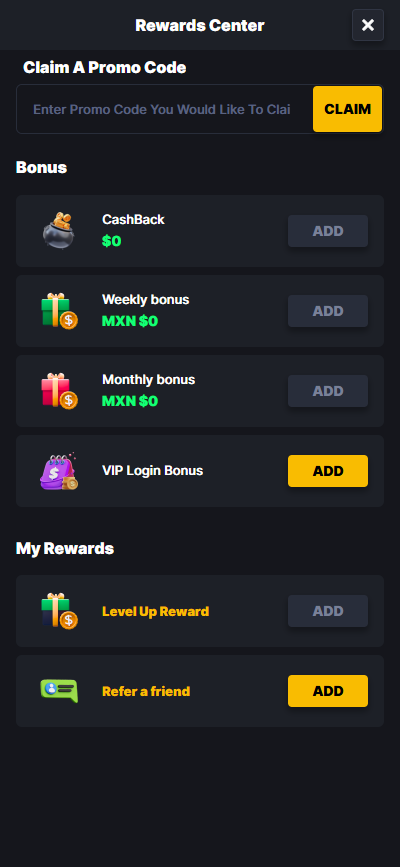 Rewards Center
Claim A Promo Code
Enter Promo Code You Would Like To Clai
CLAIM
Bonus
CashBack
$0
ADD
Weekly bonus
MXN $0
ADD
Monthly bonus
MXN $0
ADD
VIP Login Bonus
ADD
My Rewards
Level Up Reward
ADD
Refer a friend
ADD